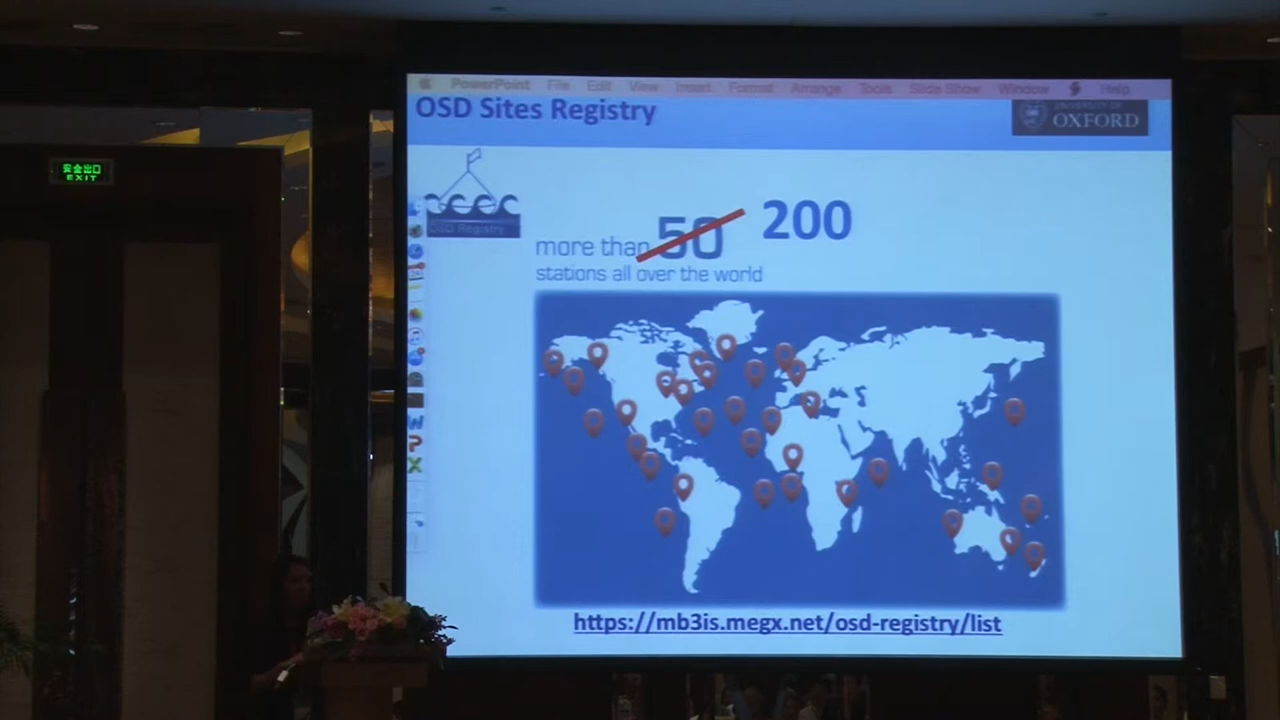 PowerPoint File Edit View Insert Format Arrange Tools Slide Show Window Help
OSD Sites Registry
UNIVERSITY OF
OXFORD
安全出口
EXIT
OSD Registry
more than 50 200
stations all over the world
https://mb3is.megx.net/osd-registry/list